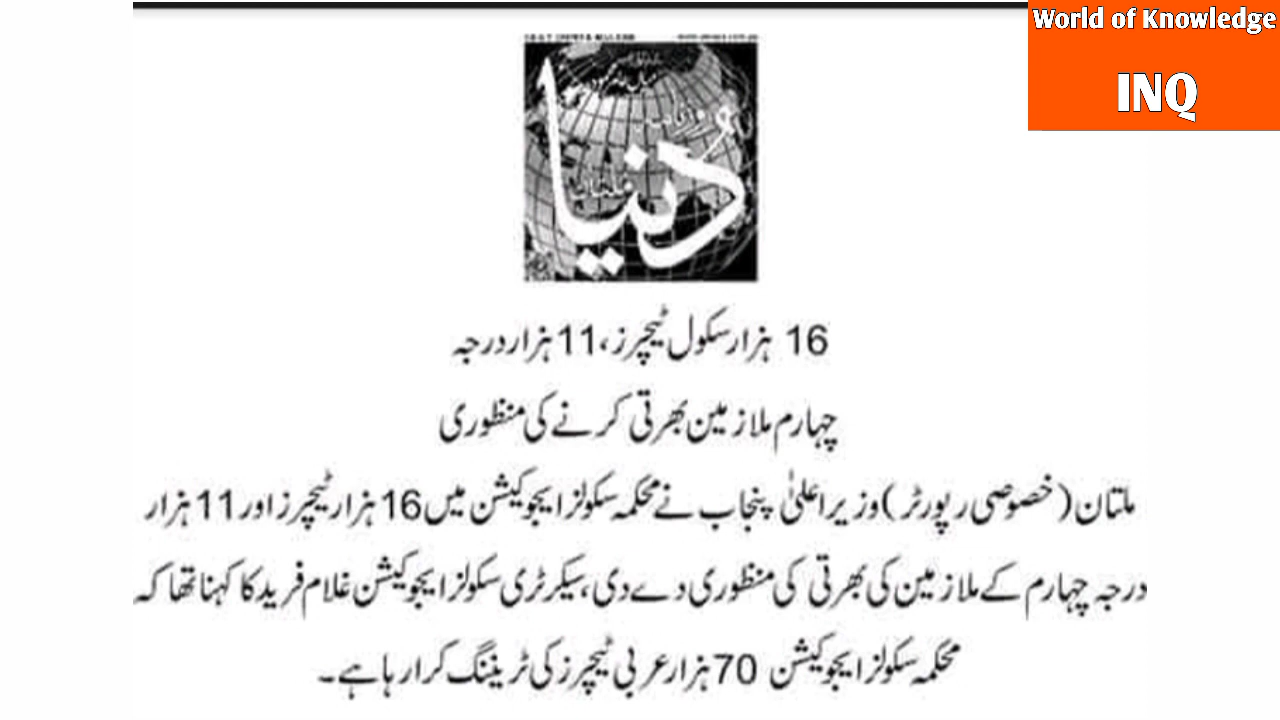 World of Knowledge
INQ
دنیا
16 ہزار سکول ٹیچرز، 11 ہزار درجہ
چہارم ملازمین بھرتی کرنے کی منظوری
ملتان (خصوصی رپورٹر) وزیراعلیٰ پنجاب نے محکمہ سکولز ایجوکیشن میں 16 ہزار ٹیچرز اور 11 ہزار
درجہ چہارم کے ملازمین کی بھرتی کی منظوری دے دی، سیکرٹری سکولز ایجوکیشن غلام فرید کا کہنا تھا کہ
محکمہ سکولز ایجوکیشن 70 ہزار عربی ٹیچرز کی ٹریننگ کرا رہا ہے۔